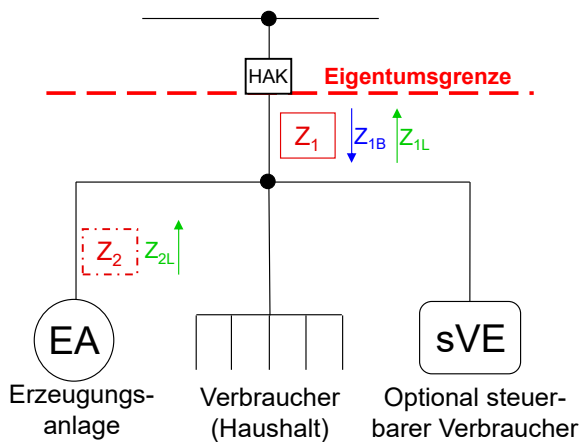 HAK
Eigentumsgrenze
Z1
Z1B
Z1L
Z2
Z2L
EA
sVE
Erzeugungs-
anlage
Verbraucher
(Haushalt)
Optional steuer-
barer Verbraucher